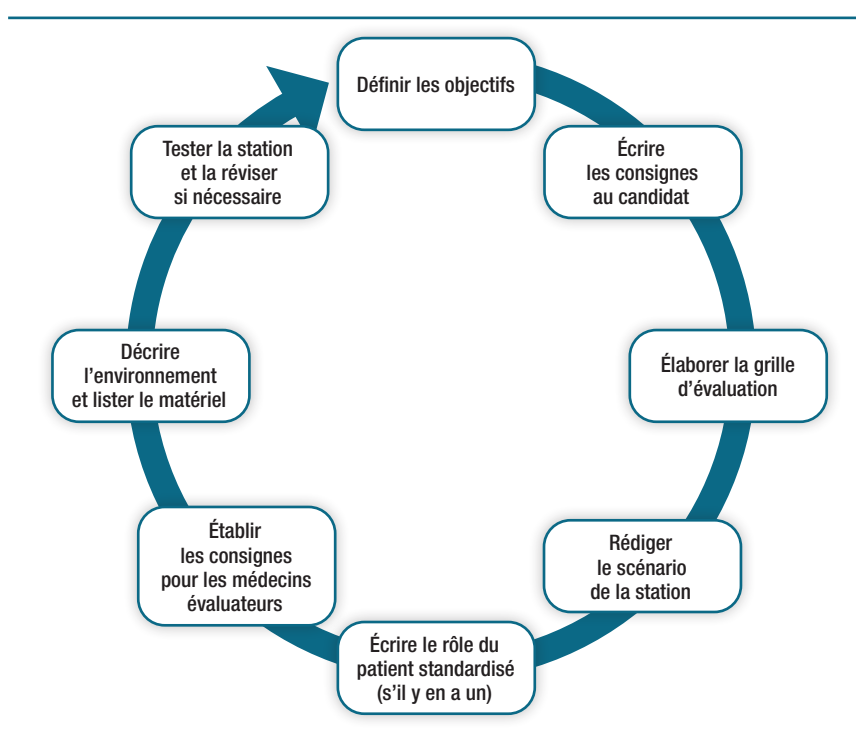 Définir les objectifs
Écrire
les consignes
au candidat
Élaborer la grille
d'évaluation
Rédiger
le scénario
de la station
Écrire le rôle du
patient standardisé
(s'il y en a un)
Établir
les consignes
pour les médecins
évaluateurs
Décrire
l'environnement
et lister le matériel
Tester la station
et la réviser
si nécessaire